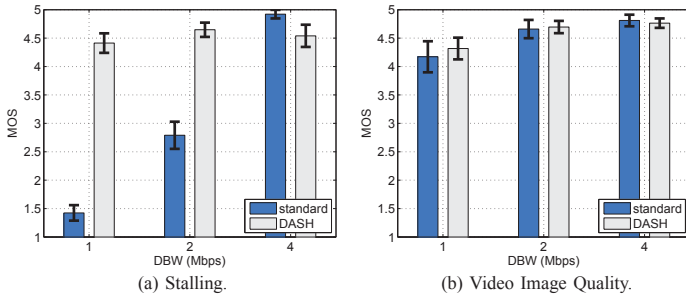 5
4.5
4
3.5
3
2.5
2
1.5
1
MOS
1 2 4
DBW (Mbps)
standard
DASH
(a) Stalling.
5
4.5
4
3.5
3
2.5
2
1.5
1
MOS
1 2 4
DBW (Mbps)
standard
DASH
(b) Video Image Quality.